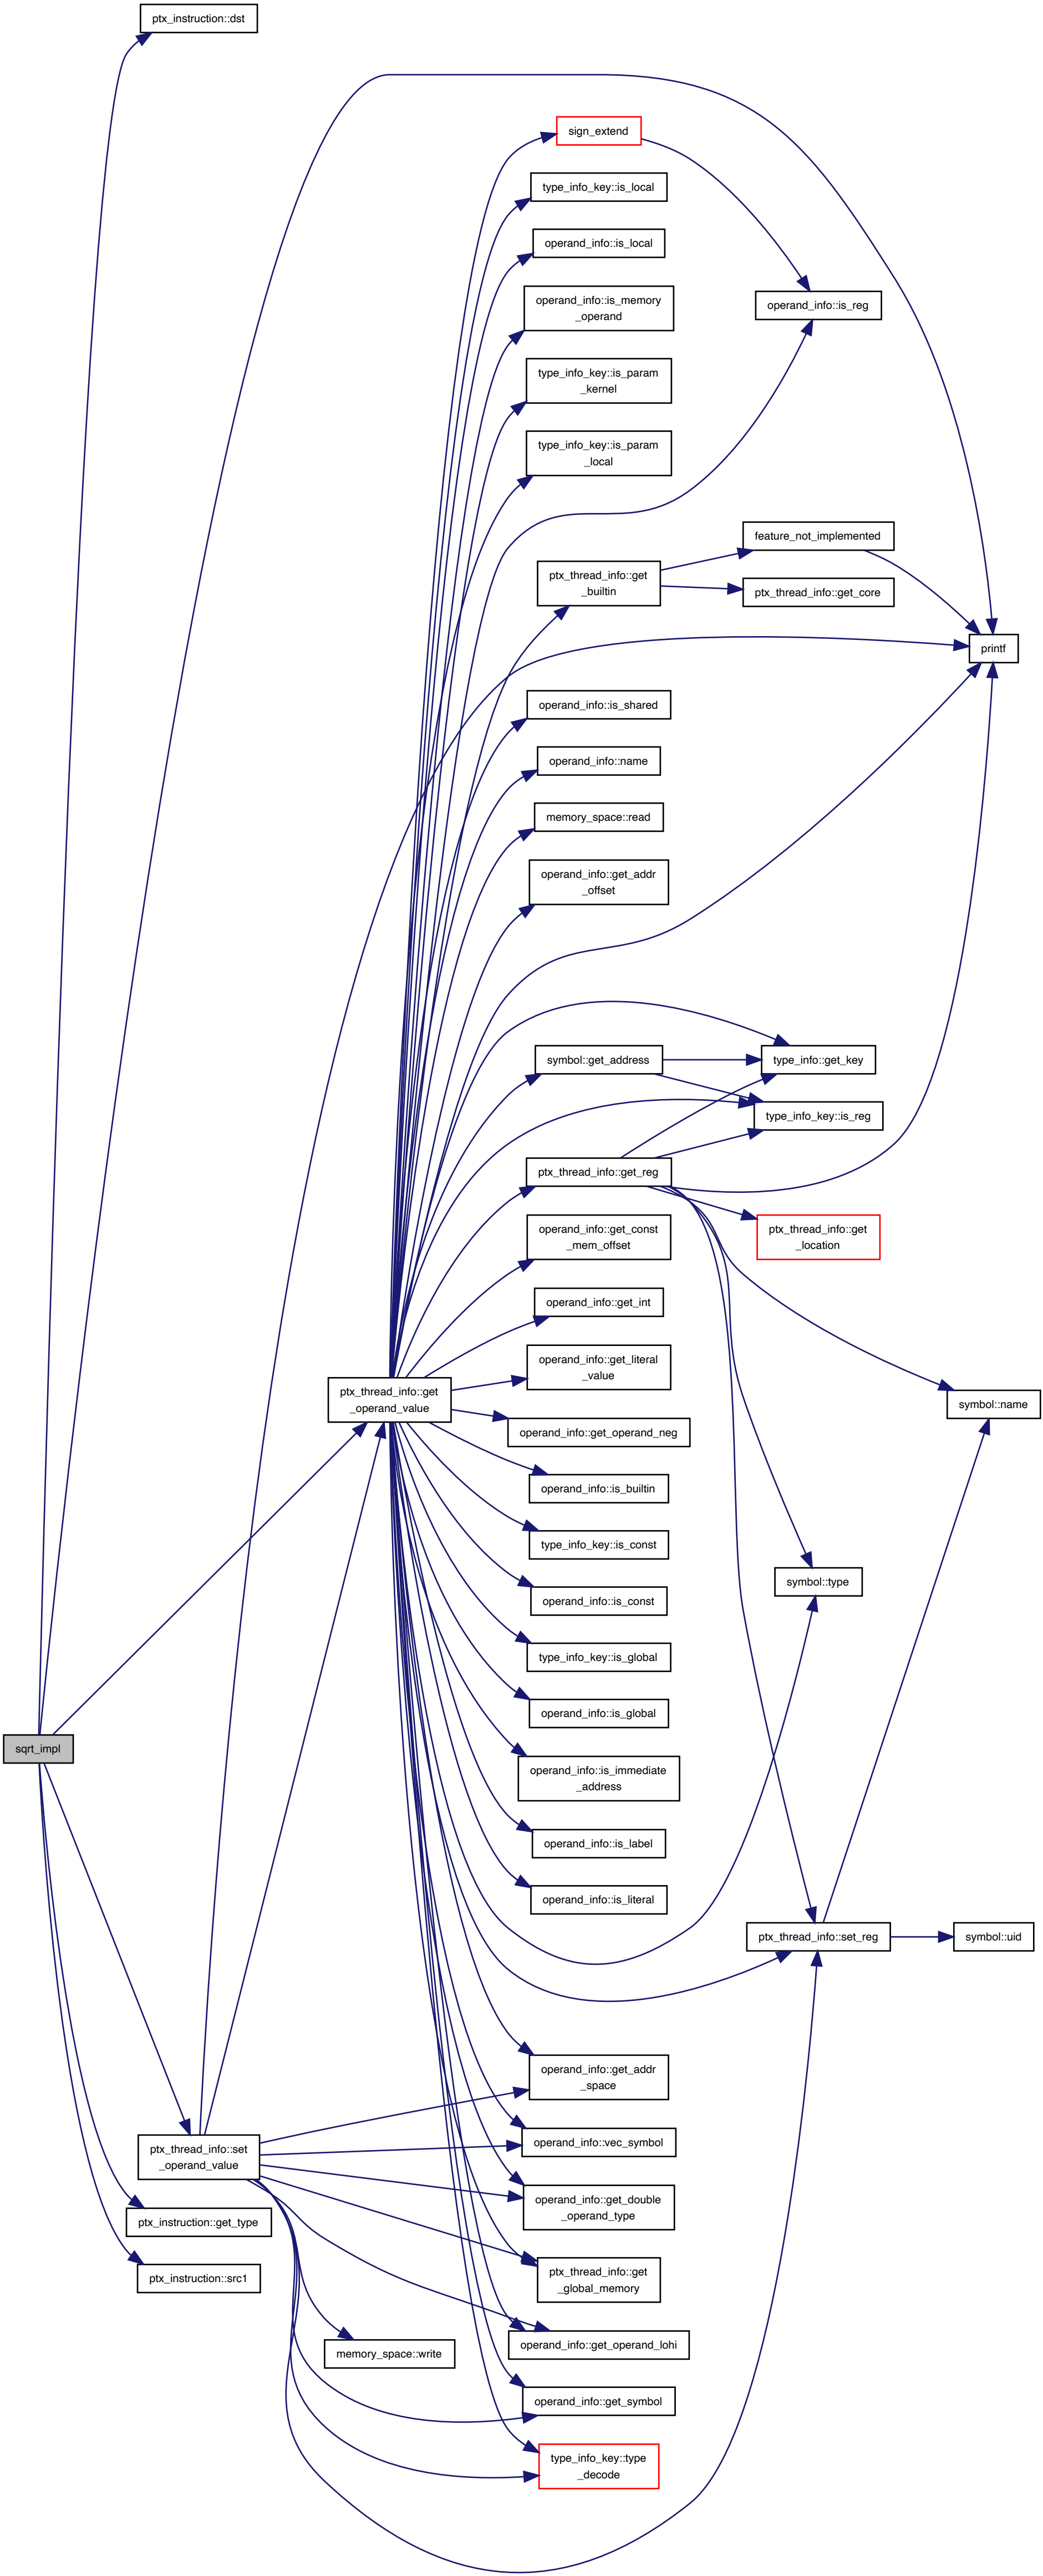 ptx_instruction::dst
sign_extend
type_info_key::is_local
operand_info::is_local
operand_info::is_memory
_operand
operand_info::is_reg
type_info_key::is_param
_kernel
type_info_key::is_param
_local
feature_not_implemented
ptx_thread_info::get
_builtin
ptx_thread_info::get_core
printf
operand_info::is_shared
operand_info::name
memory_space::read
operand_info::get_addr
_offset
symbol::get_address
type_info::get_key
type_info_key::is_reg
ptx_thread_info::get_reg
operand_info::get_const
_mem_offset
ptx_thread_info::get
_location
operand_info::get_int
operand_info::get_literal
_value
ptx_thread_info::get
_operand_value
symbol::name
operand_info::get_operand_neg
operand_info::is_builtin
type_info_key::is_const
symbol::type
operand_info::is_const
type_info_key::is_global
operand_info::is_global
sqrt_impl
operand_info::is_immediate
_address
operand_info::is_label
operand_info::is_literal
ptx_thread_info::set_reg
symbol::uid
operand_info::get_addr
_space
operand_info::vec_symbol
ptx_thread_info::set
_operand_value
operand_info::get_double
_operand_type
ptx_instruction::get_type
ptx_thread_info::get
_global_memory
ptx_instruction::src1
operand_info::get_operand_lohi
memory_space::write
operand_info::get_symbol
type_info_key::type
_decode